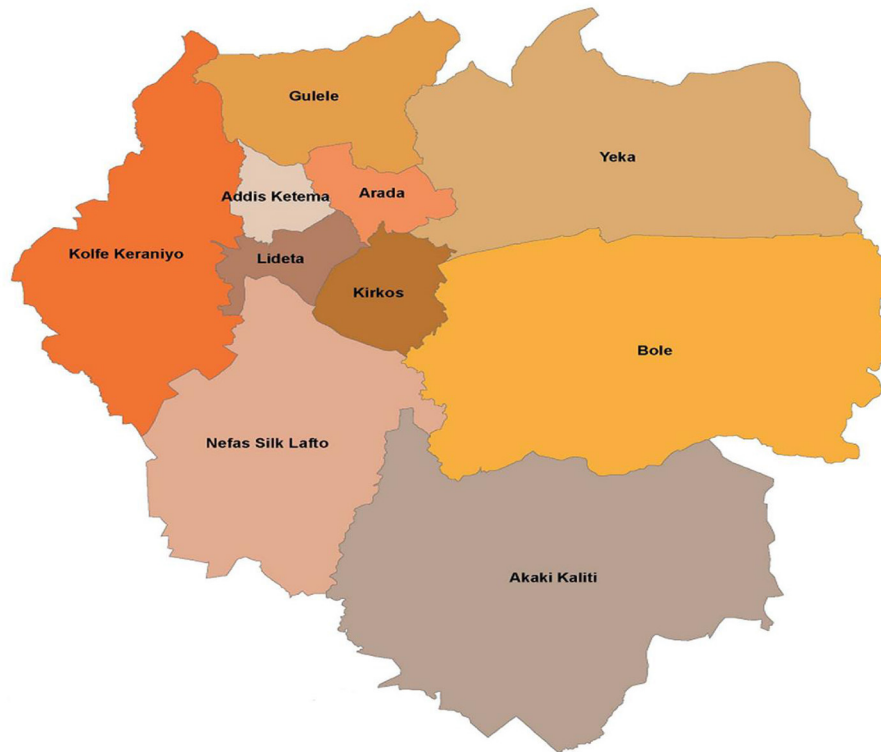 Gulele
Yeka
Addis Ketema
Arada
Kolfe Keraniyo
Lideta
Kirkos
Bole
Nefas Silk Lafto
Akaki Kaliti